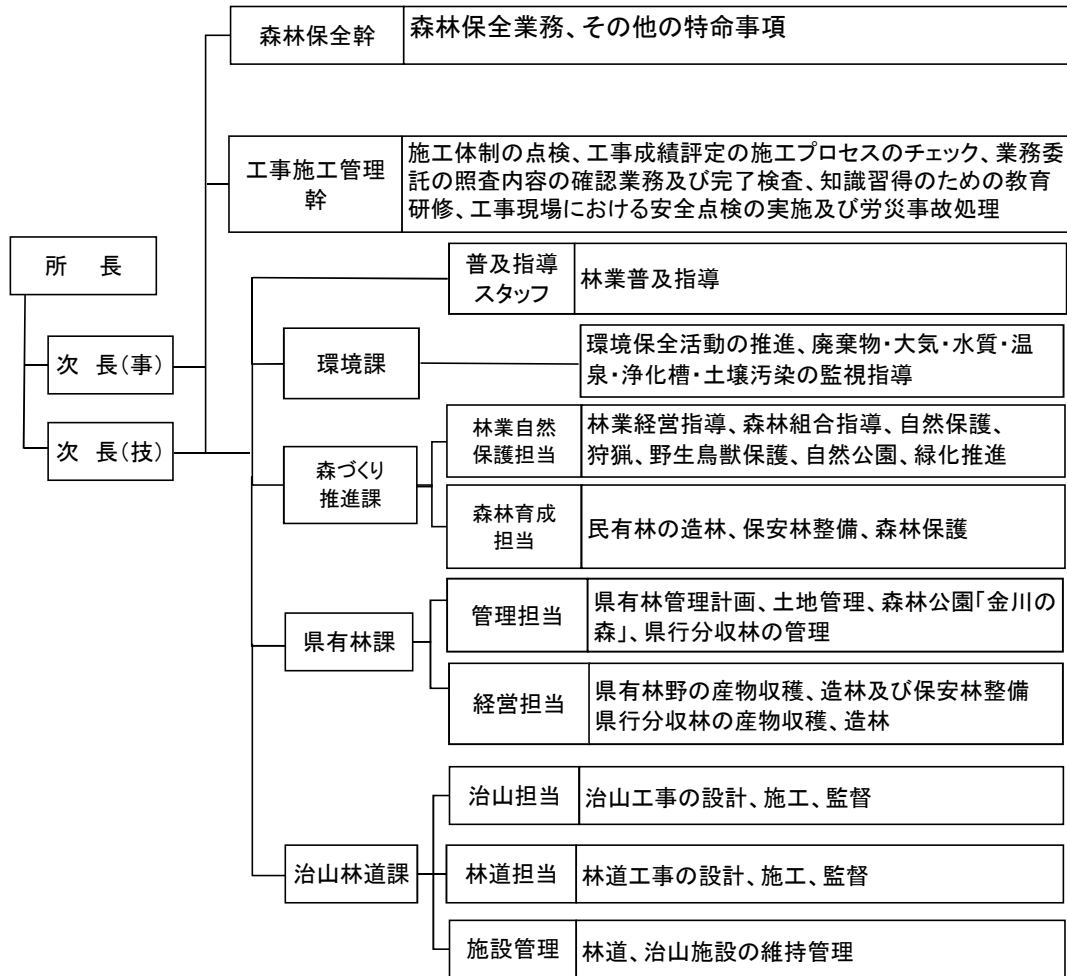 森林保全幹
森林保全業務、その他の特命事項
工事施工管理
幹
施工体制の点検、工事成績評定の施工プロセスのチェック、業務委
託の照査内容の確認業務及び完了検査、知識習得のための教育
研修、工事現場における安全点検の実施及び労災事故処理
所　長
次　長(事)
次　長(技)
普及指導
スタッフ
林業普及指導
環境課
環境保全活動の推進、廃棄物・大気・水質・温
泉・浄化槽・土壌汚染の監視指導
森づくり
推進課
林業自然
保護担当
林業経営指導、森林組合指導、自然保護、
狩猟、野生鳥獣保護、自然公園、緑化推進
森林育成
担当
民有林の造林、保安林整備、森林保護
県有林課
管理担当
県有林管理計画、土地管理、森林公園「金川の
森」、県行分収林の管理
経営担当
県有林野の産物収穫、造林及び保安林整備
県行分収林の産物収穫、造林
治山林道課
治山担当
治山工事の設計、施工、監督
林道担当
林道工事の設計、施工、監督
施設管理
林道、治山施設の維持管理